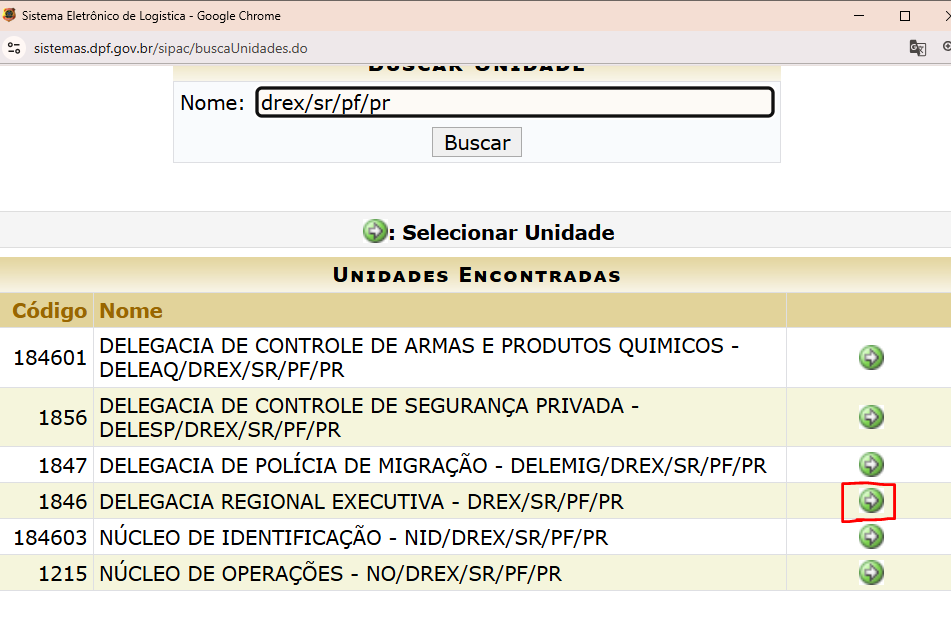 Sistema Eletrônico de Logistica - Google Chrome
sistemas.dpf.gov.br/sipac/buscaUnidades.do
BUSCAR UNIDADE
Nome: drex/sr/pf/pr
Buscar
: Selecionar Unidade
UNIDADES ENCONTRADAS
Código Nome
184601 DELEGACIA DE CONTROLE DE ARMAS E PRODUTOS QUIMICOS -
DELEAQ/DREX/SR/PF/PR
1856 DELEGACIA DE CONTROLE DE SEGURANÇA PRIVADA -
DELESP/DREX/SR/PF/PR
1847 DELEGACIA DE POLÍCIA DE MIGRAÇÃO - DELEMIG/DREX/SR/PF/PR
1846 DELEGACIA REGIONAL EXECUTIVA - DREX/SR/PF/PR
184603 NÚCLEO DE IDENTIFICAÇÃO - NID/DREX/SR/PF/PR
1215 NÚCLEO DE OPERAÇÕES - NO/DREX/SR/PF/PR